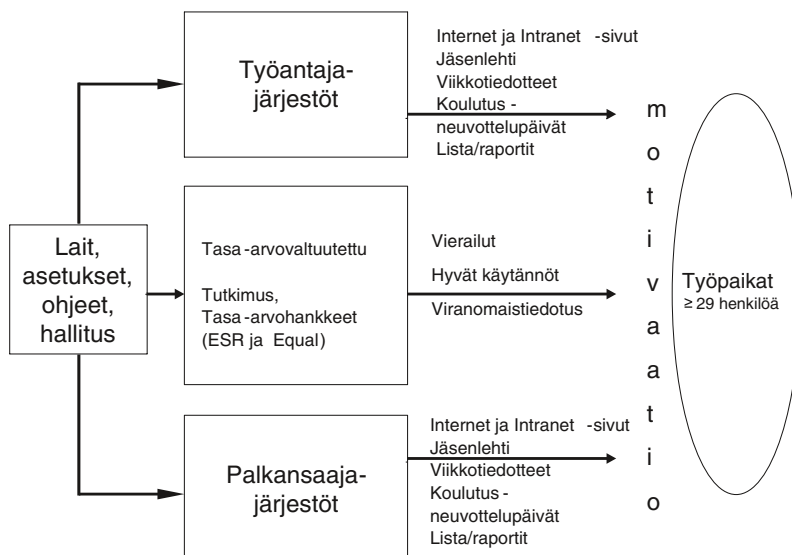 Lait,
asetukset,
ohjeet,
hallitus
Työantaja-
järjestöt
Internet ja Intranet -sivut
Jäsenlehti
Viikkotiedotteet
Koulutus -
neuvottelupäivät
Lista/raportit
Tasa-arvovaltuutettu
Tutkimus,
Tasa-arvohankkeet
(ESR ja Equal)
Vierailut
Hyvät käytännöt
Viranomaistiedotus
Palkansaaja-
järjestöt
Internet ja Intranet -sivut
Jäsenlehti
Viikkotiedotteet
Koulutus -
neuvottelupäivät
Lista/raportit
m
o
t
i
v
a
a
t
i
o
Työpaikat
≥ 29 henkilöä